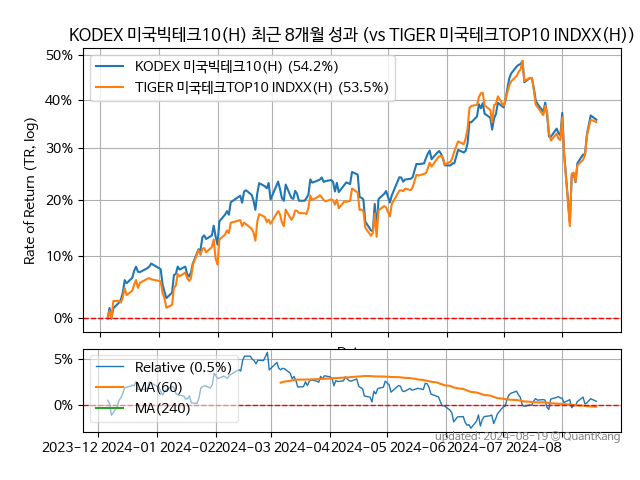 KODEX 미국빅테크10(H) 최근 8개월 성과 (vs TIGER 미국테크TOP10 INDXX(H))
50%
40%
30%
20%
10%
0%
Rate of Return (TR, log)
KODEX 미국빅테크10(H) (54.2%)
TIGER 미국테크TOP10 INDXX(H) (53.5%)
5%
0%
Relative (0.5%)
MA(60)
MA(240)
2023-12 2024-01 2024-02 2024-03 2024-04 2024-05 2024-06 2024-07 2024-08
updated: 2024-08-19 © QuantKang